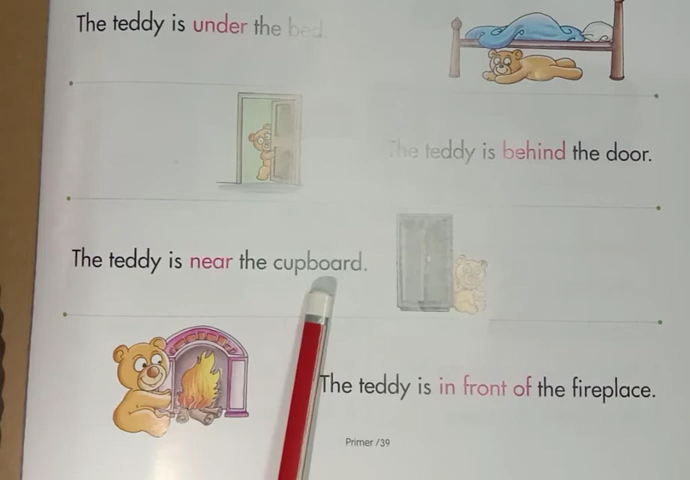 The teddy is under the bed.
The teddy is behind the door.
The teddy is near the cupboard.
The teddy is in front of the fireplace.
Primer /39